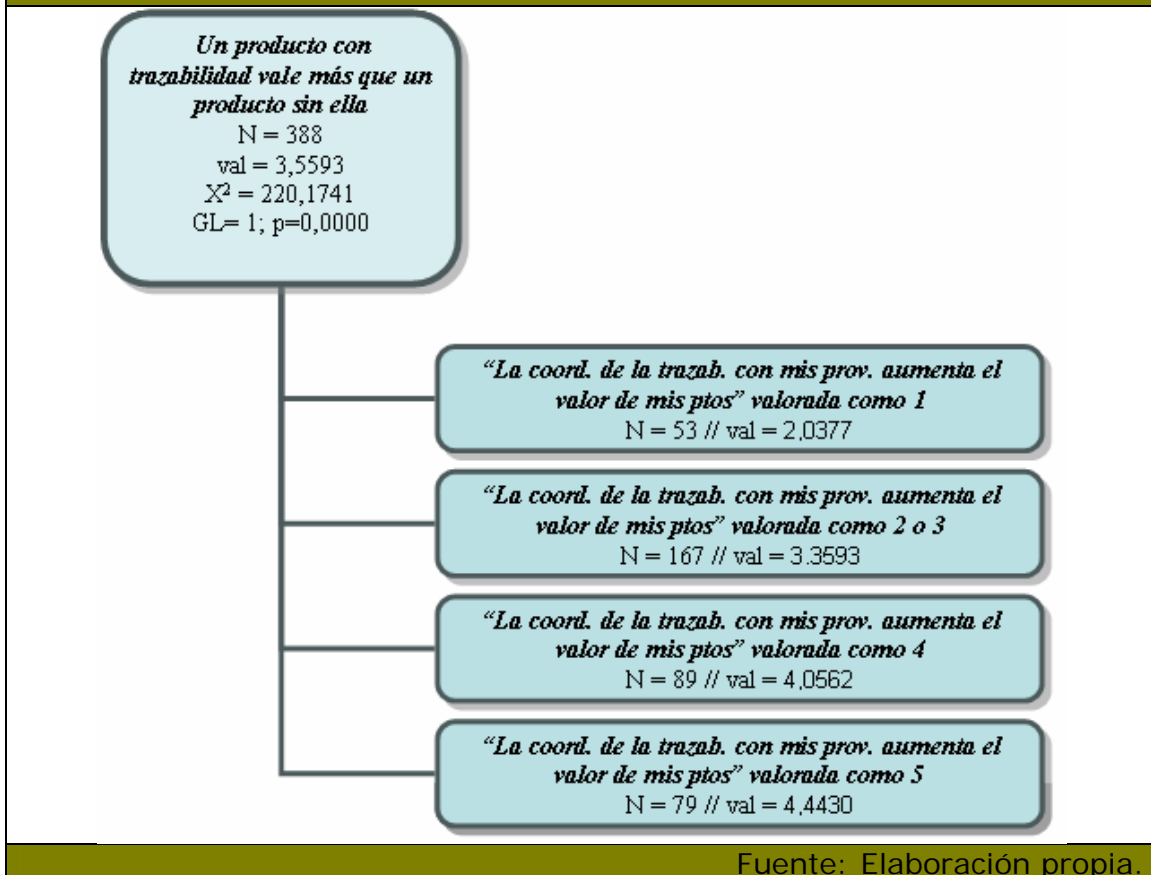 Un producto con
trazabilidad vale más que un
producto sin ella
N = 388
val = 3,5593
X² = 220,1741
GL= 1; p=0,0000
“La coord. de la trazab. con mis prov. aumenta el
valor de mis ptos” valorada como 1
N = 53 // val = 2,0377
“La coord. de la trazab. con mis prov. aumenta el
valor de mis ptos” valorada como 2 o 3
N = 167 // val = 3.3593
“La coord. de la trazab. con mis prov. aumenta el
valor de mis ptos” valorada como 4
N = 89 // val = 4,0562
“La coord. de la trazab. con mis prov. aumenta el
valor de mis ptos” valorada como 5
N = 79 // val = 4,4430
Fuente: Elaboración propia.